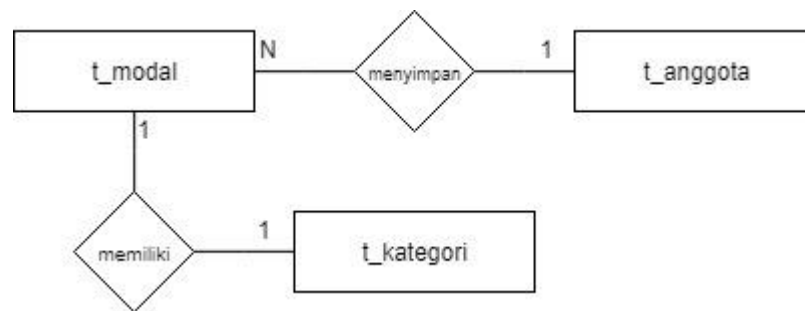 t_modal
N
menyimpan
1
t_anggota
1
memiliki
1
t_kategori